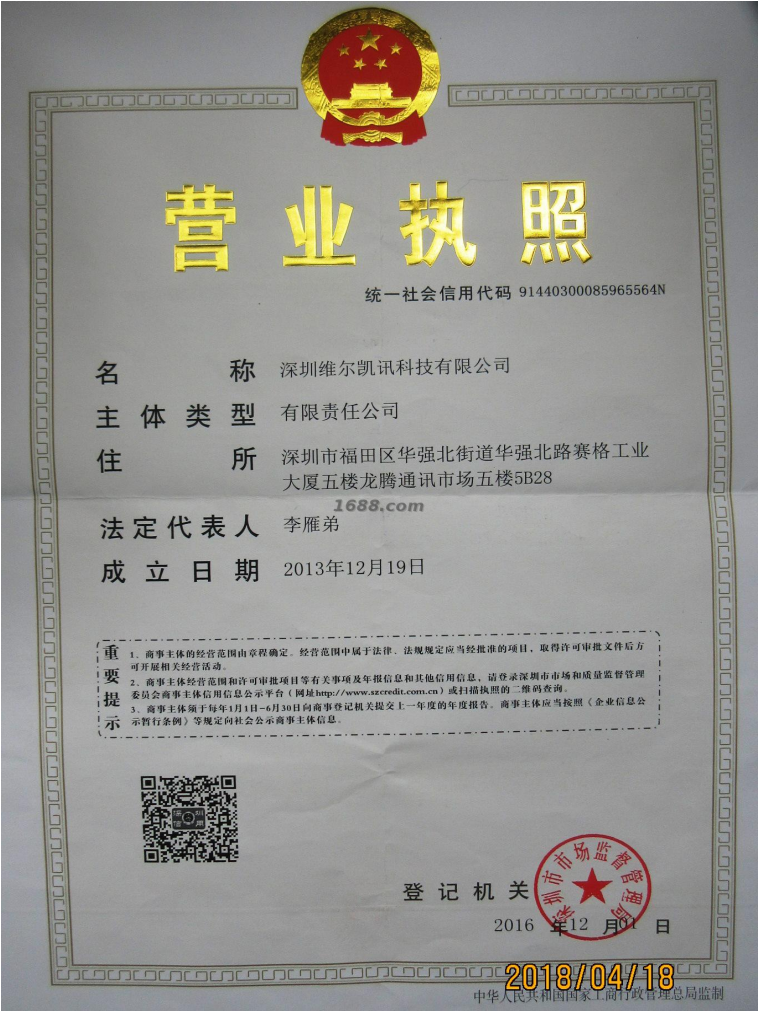 营业执照
统一社会信用代码 91440300085965564N
名称 深圳维尔凯讯科技有限公司
主体类型 有限责任公司
住所 深圳市福田区华强北街道华强北路赛格工业
大厦五楼龙腾通讯市场五楼5B28
1688.com
法定代表人 李雁弟
成立日期 2013年12月19日
重要提示
1、商事主体的经营范围由章程确定。经营范围中属于法律、法规规定应当经批准的项目，取得许可审批文件后方
可开展相关经营活动。
2、商事主体经营范围和许可审批项目等有关事项及年报信息和其他信用信息，请登录深圳市市场和质量监督管理
委员会商事主体信用信息公示平台（网址http://www.szcredit.com.cn）或扫描执照的二维码查询。
3、商事主体须于每年1月1日-6月30日向商事登记机关提交上一年度的年度报告。商事主体应当按照《企业信息公
示暂行条例》等规定向社会公示商事主体信息。
深圳信用
深圳市市场监督管理局
登记机关
2016 年12 月01 日
2018/04/18
中华人民共和国国家工商行政管理总局监制